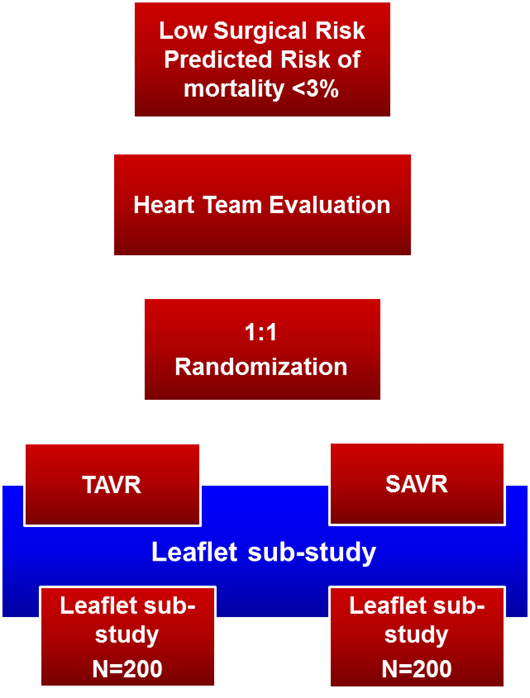 Low Surgical Risk
Predicted Risk of
mortality <3%
Heart Team Evaluation
1:1
Randomization
TAVR
SAVR
Leaflet sub-study
Leaflet sub-
study
N=200
Leaflet sub-
study
N=200